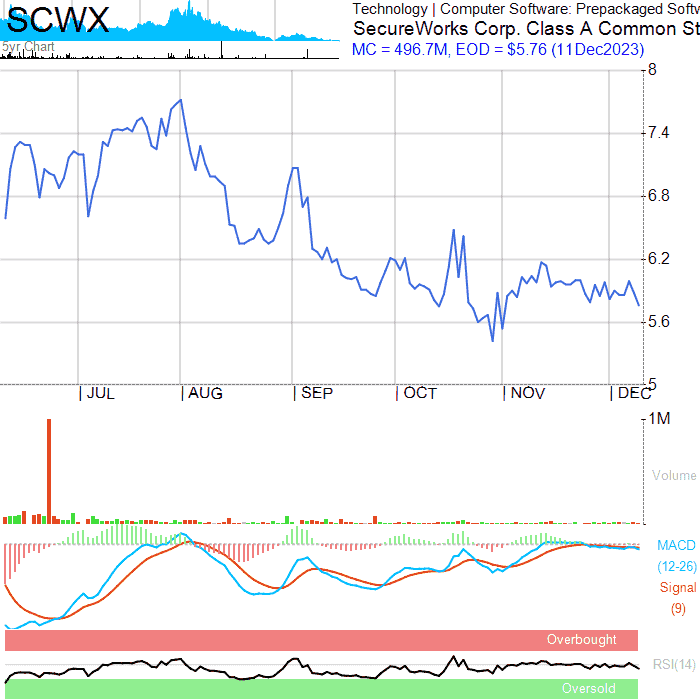 SCWX
5yr Chart
Technology | Computer Software: Prepackaged Softw
SecureWorks Corp. Class A Common St
MC = 496.7M, EOD = $5.76 (11Dec2023)
8
7.4
6.8
6.2
5.6
5
JUL AUG SEP OCT NOV DEC
1M
Volume
MACD
(12-26)
Signal
(9)
Overbought
RSI(14)
Oversold